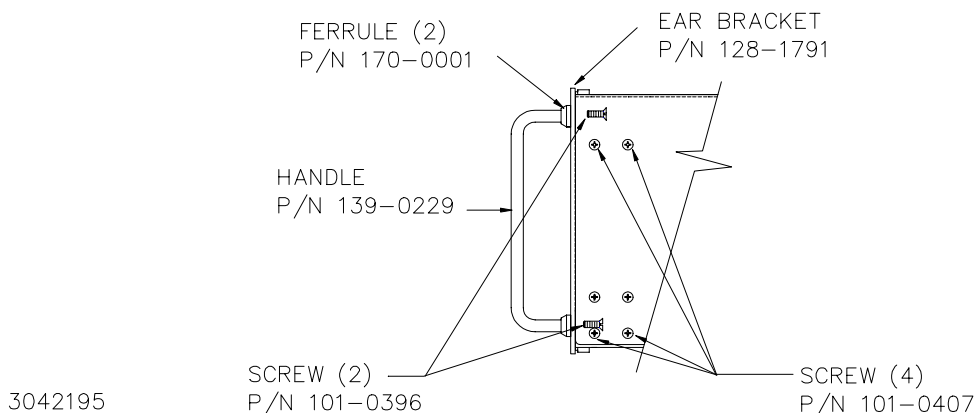 FERRULE (2)
P/N 170-0001
EAR BRACKET
P/N 128-1791
HANDLE
P/N 139-0229
SCREW (2)
P/N 101-0396
SCREW (4)
P/N 101-0407
3042195